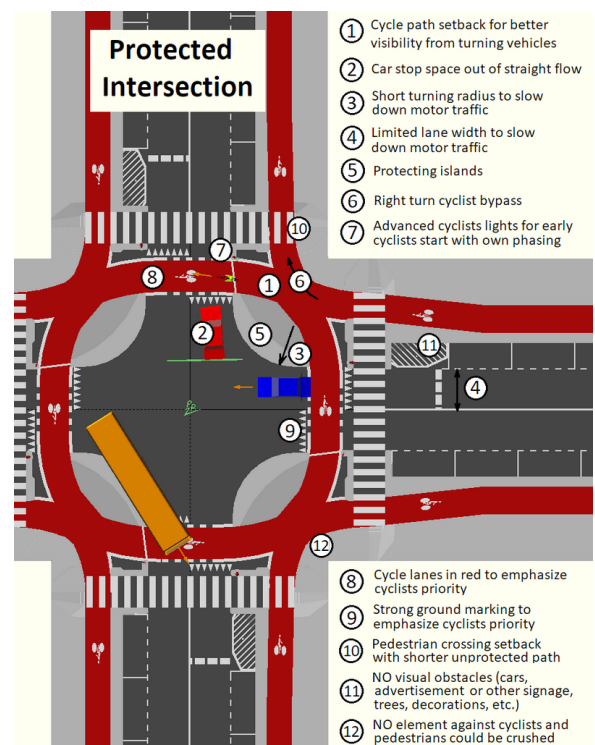 Protected
Intersection
1 Cycle path setback for better
visibility from turning vehicles
2 Car stop space out of straight flow
3 Short turning radius to slow
down motor traffic
4 Limited lane width to slow
down motor traffic
5 Protecting islands
6 Right turn cyclist bypass
7 Advanced cyclists lights for early
cyclists start with own phasing
10
7
8
1
6
2
5
3
11
4
9
12
8 Cycle lanes in red to emphasize
cyclists priority
9 Strong ground marking to
emphasize cyclists priority
10 Pedestrian crossing setback
with shorter unprotected path
11 NO visual obstacles (cars,
advertisement or other signage,
trees, decorations, etc.)
12 NO element against cyclists and
pedestrians could be crushed